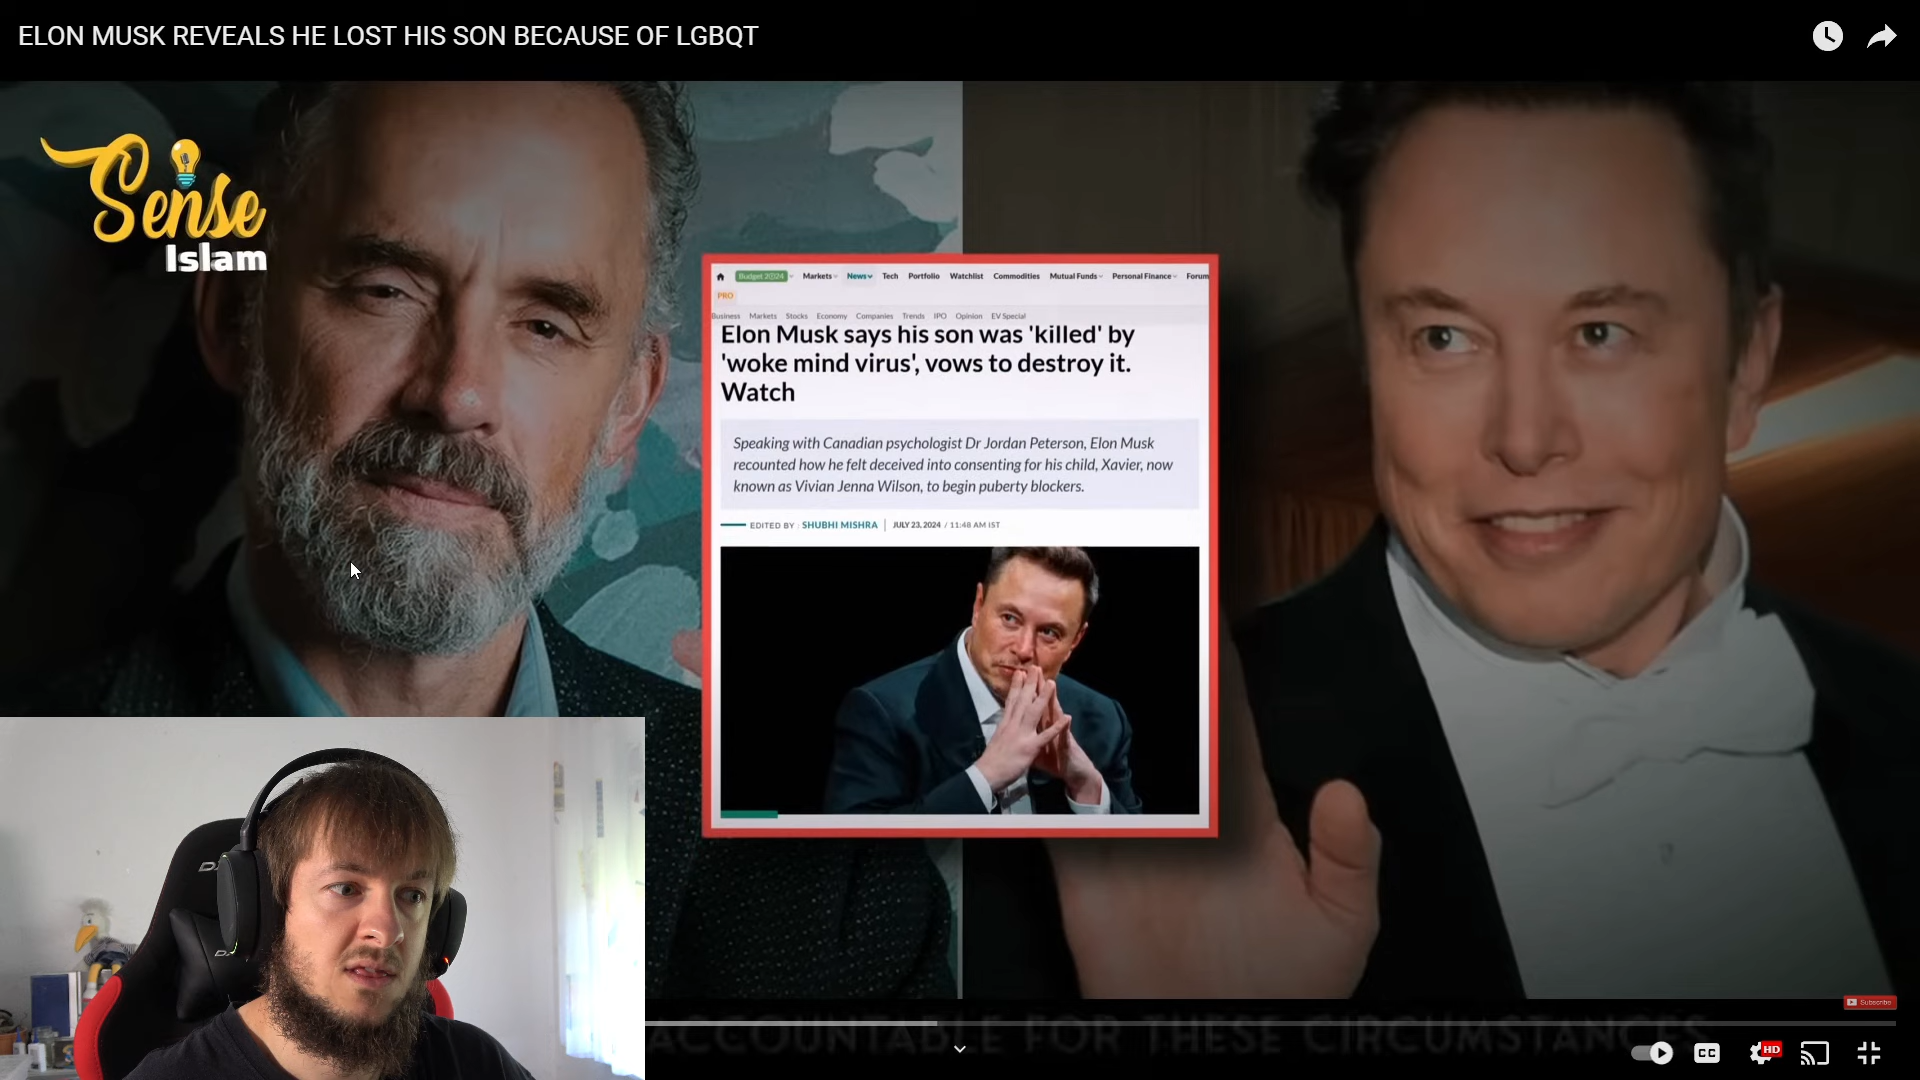 ELON MUSK REVEALS HE LOST HIS SON BECAUSE OF LGBQT
Sense
Islam
Budget 2024 Markets News Tech Portfolio Watchlist Commodities Mutual Funds Personal Finance Forum
PRO
Business Markets Stocks Economy Companies Trends IPO Opinion EV Special
Elon Musk says his son was 'killed' by
'woke mind virus', vows to destroy it.
Watch
Speaking with Canadian psychologist Dr Jordan Peterson, Elon Musk
recounted how he felt deceived into consenting for his child, Xavier, now
known as Vivian Jenna Wilson, to begin puberty blockers.
EDITED BY : SHUBHI MISHRA | JULY 23, 2024 / 11:48 AM IST
Subscribe
ACCOUNTABLE FOR THESE CIRCUMSTANCES
CC
HD